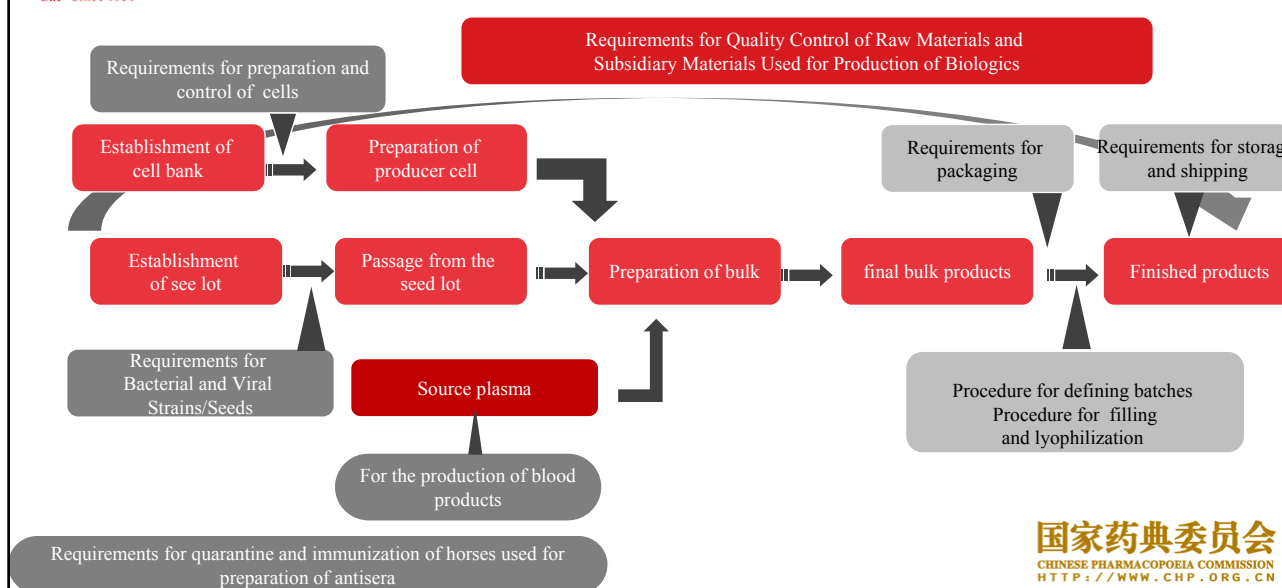 Requirements for Quality Control of Raw Materials and
Subsidiary Materials Used for Production of Biologics
Requirements for preparation and
control of cells
Establishment of
cell bank
Preparation of
producer cell
Requirements for
packaging
Requirements for storag
and shipping
Establishment
of see lot
Passage from the
seed lot
Preparation of bulk
final bulk products
Finished products
Requirements for
Bacterial and Viral
Strains/Seeds
Source plasma
Procedure for defining batches
Procedure for filling
and lyophilization
For the production of blood
products
Requirements for quarantine and immunization of horses used for
preparation of antisera
国家药典委员会
CHINESE PHARMACOPOEIA COMMISSION
HTTP://WWW.CHP.ORG.CN